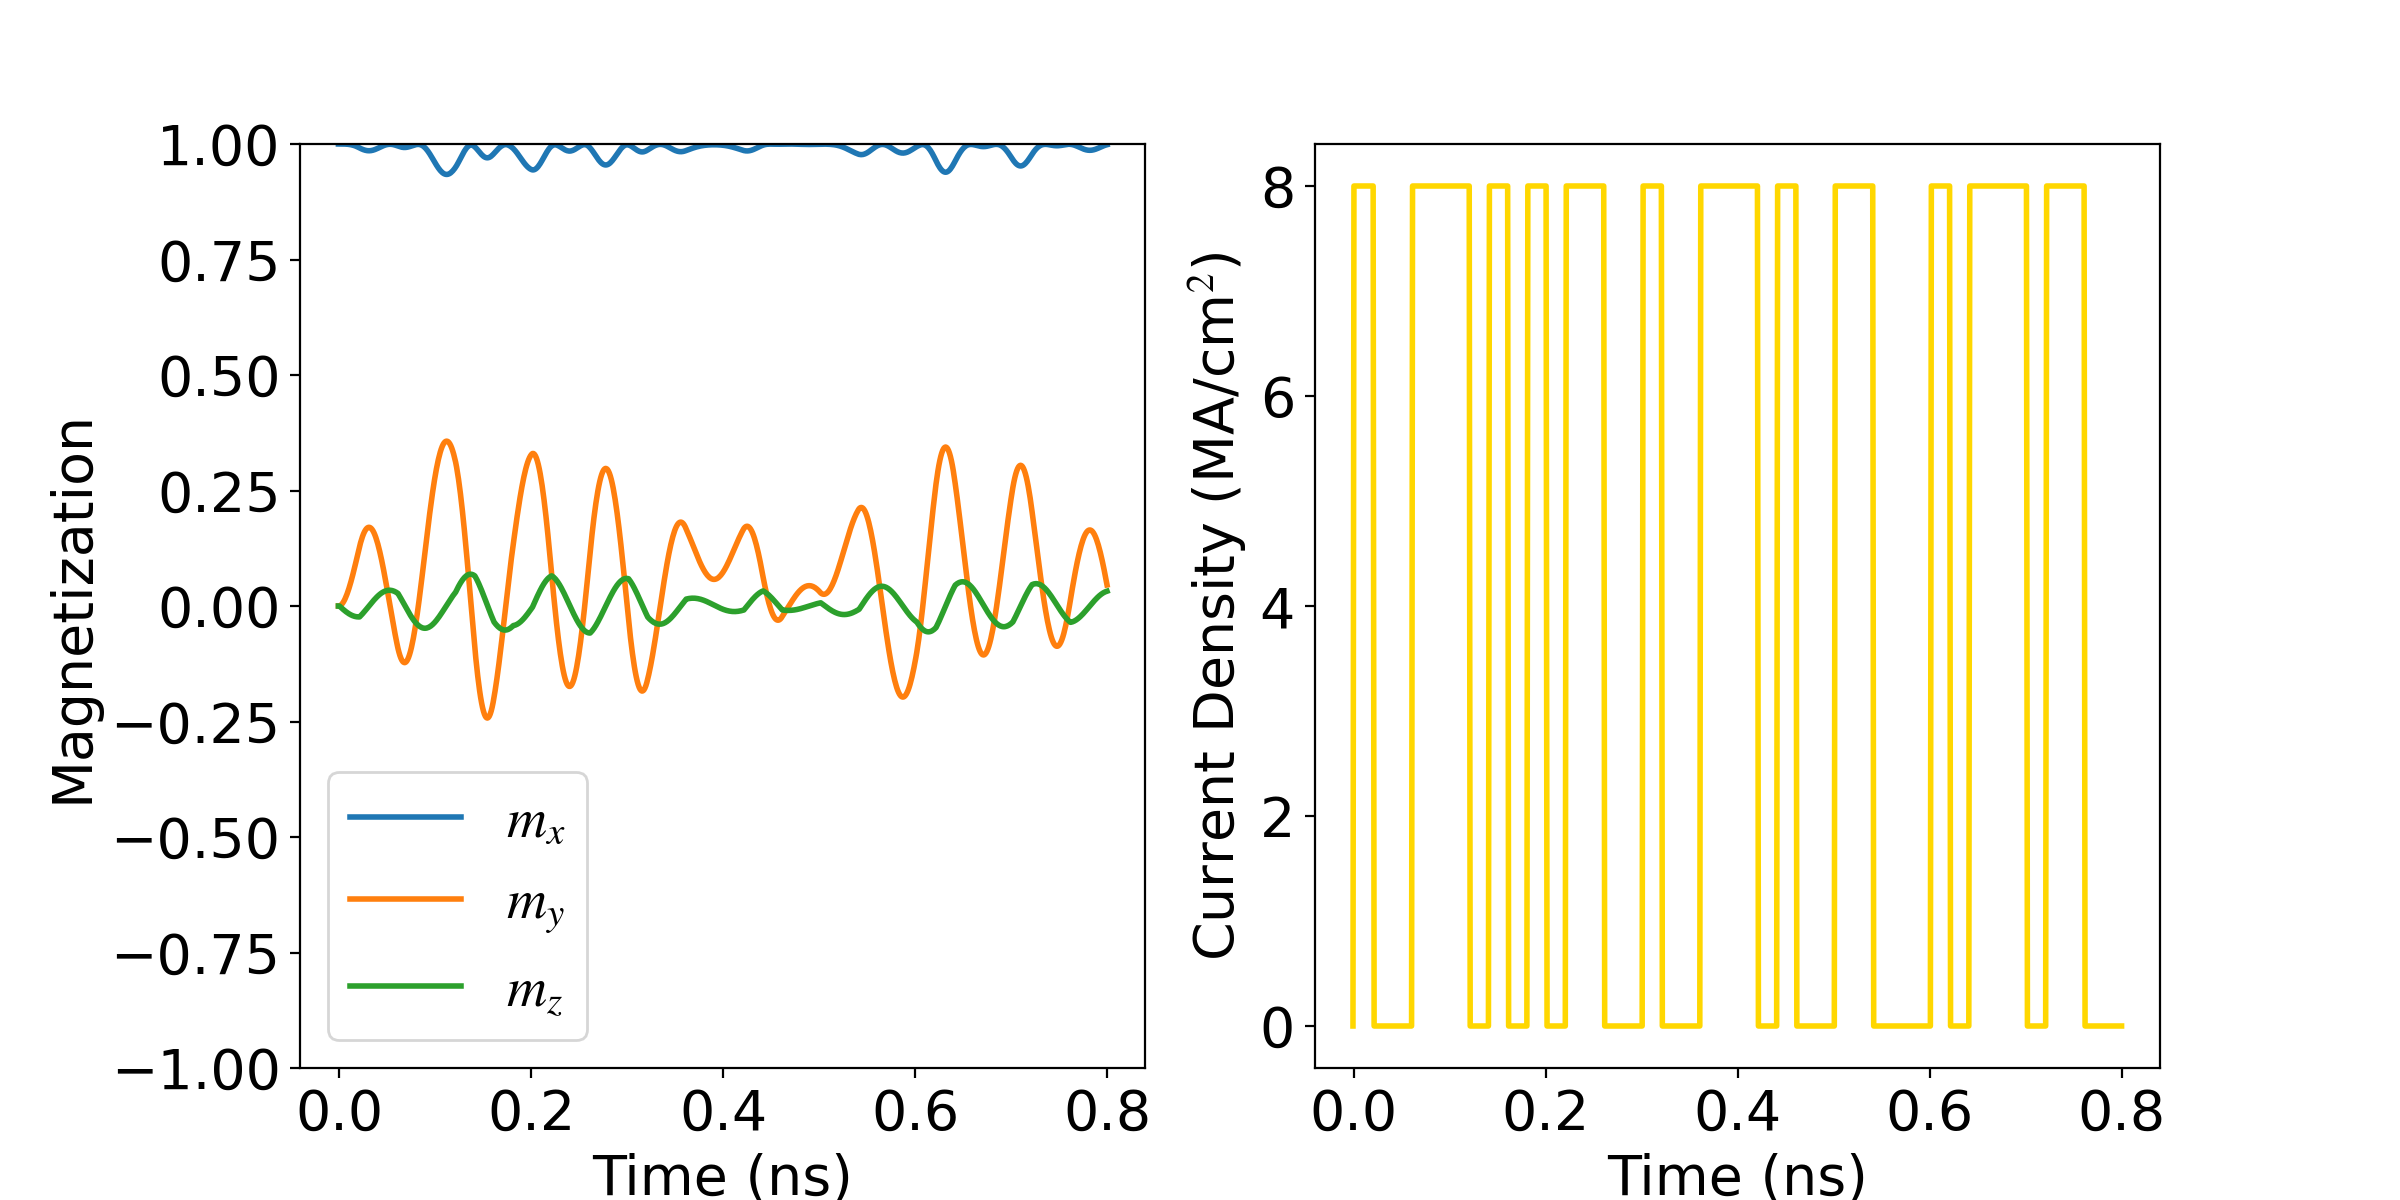 1.00
0.75
0.50
0.25
0.00
−0.25
−0.50
−0.75
−1.00
Magnetization
m_x
m_y
m_z
0.0 0.2 0.4 0.6 0.8
Time (ns)
8
6
4
2
0
Current Density (MA/cm²)
0.0 0.2 0.4 0.6 0.8
Time (ns)